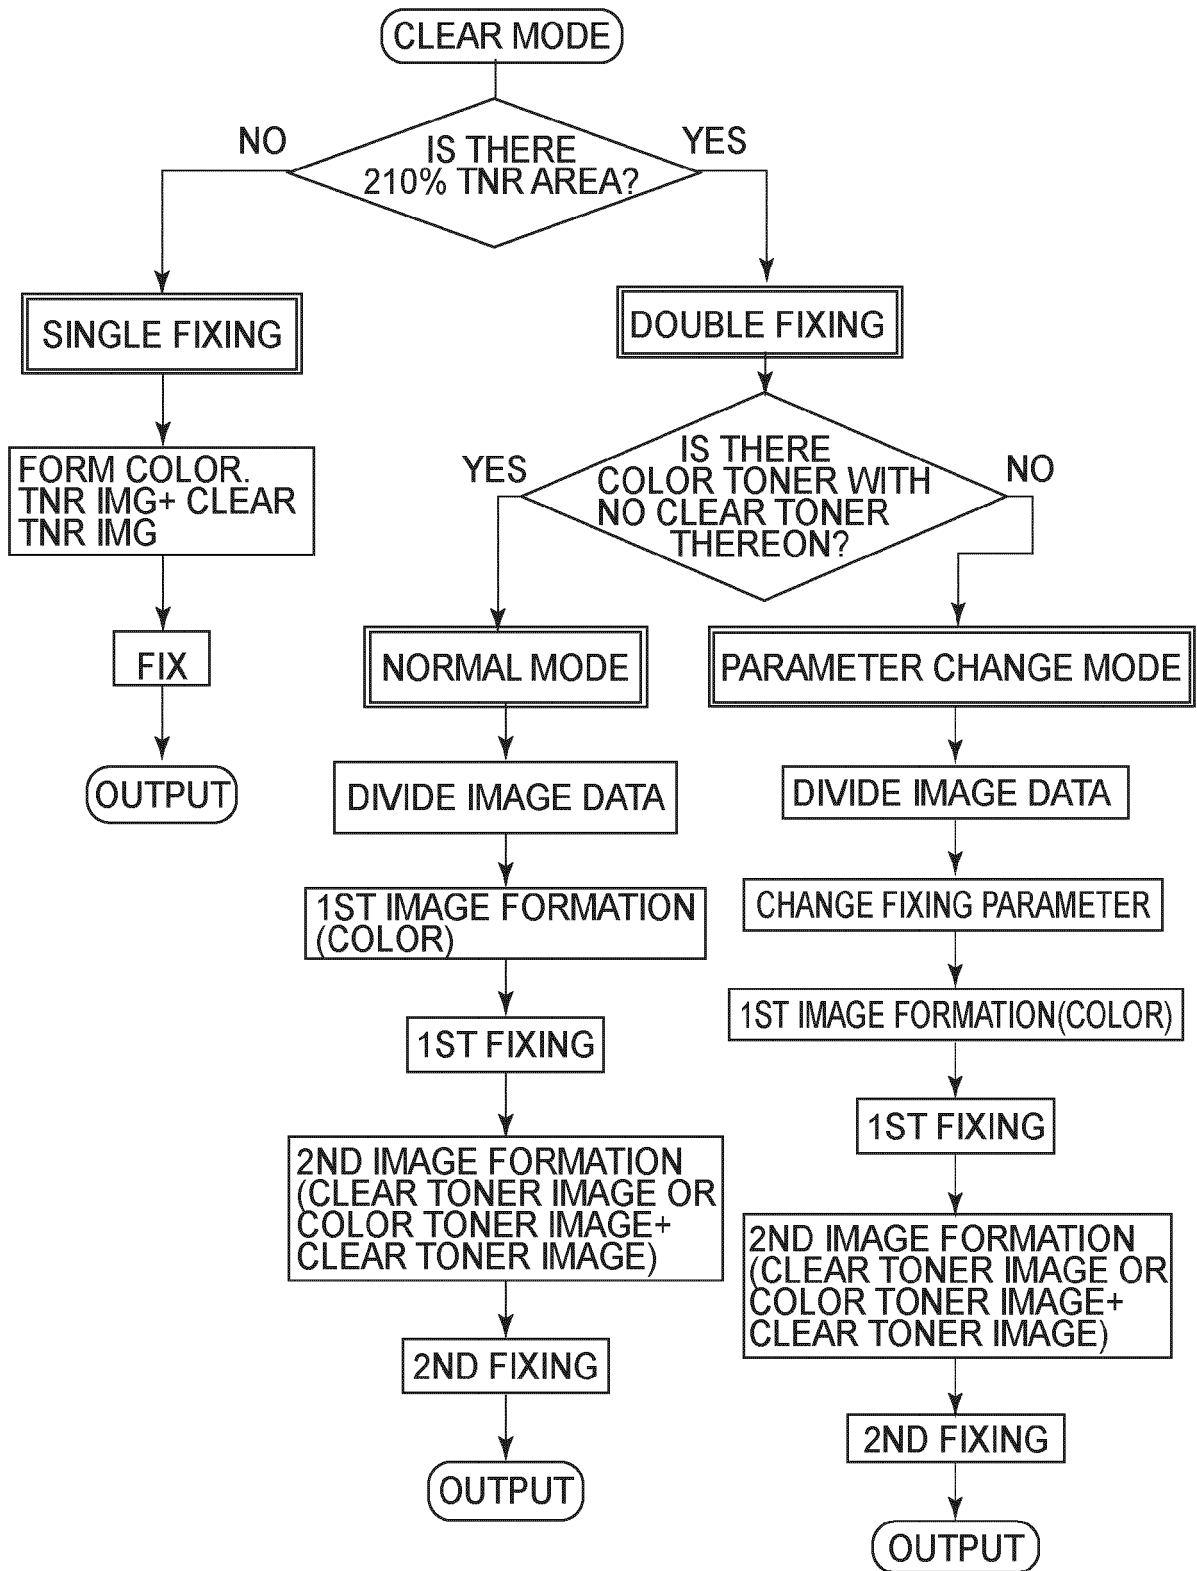 CLEAR MODE
NO
YES
IS THERE
210% TNR AREA?
SINGLE FIXING
FORM COLOR.
TNR IMG+ CLEAR
TNR IMG
FIX
OUTPUT
DOUBLE FIXING
YES
NO
IS THERE
COLOR TONER WITH
NO CLEAR TONER
THEREON?
NORMAL MODE
DIVIDE IMAGE DATA
1ST IMAGE FORMATION
(COLOR)
1ST FIXING
2ND IMAGE FORMATION
(CLEAR TONER IMAGE OR
COLOR TONER IMAGE+
CLEAR TONER IMAGE)
2ND FIXING
OUTPUT
PARAMETER CHANGE MODE
DIVIDE IMAGE DATA
CHANGE FIXING PARAMETER
1ST IMAGE FORMATION(COLOR)
1ST FIXING
2ND IMAGE FORMATION
(CLEAR TONER IMAGE OR
COLOR TONER IMAGE+
CLEAR TONER IMAGE)
2ND FIXING
OUTPUT